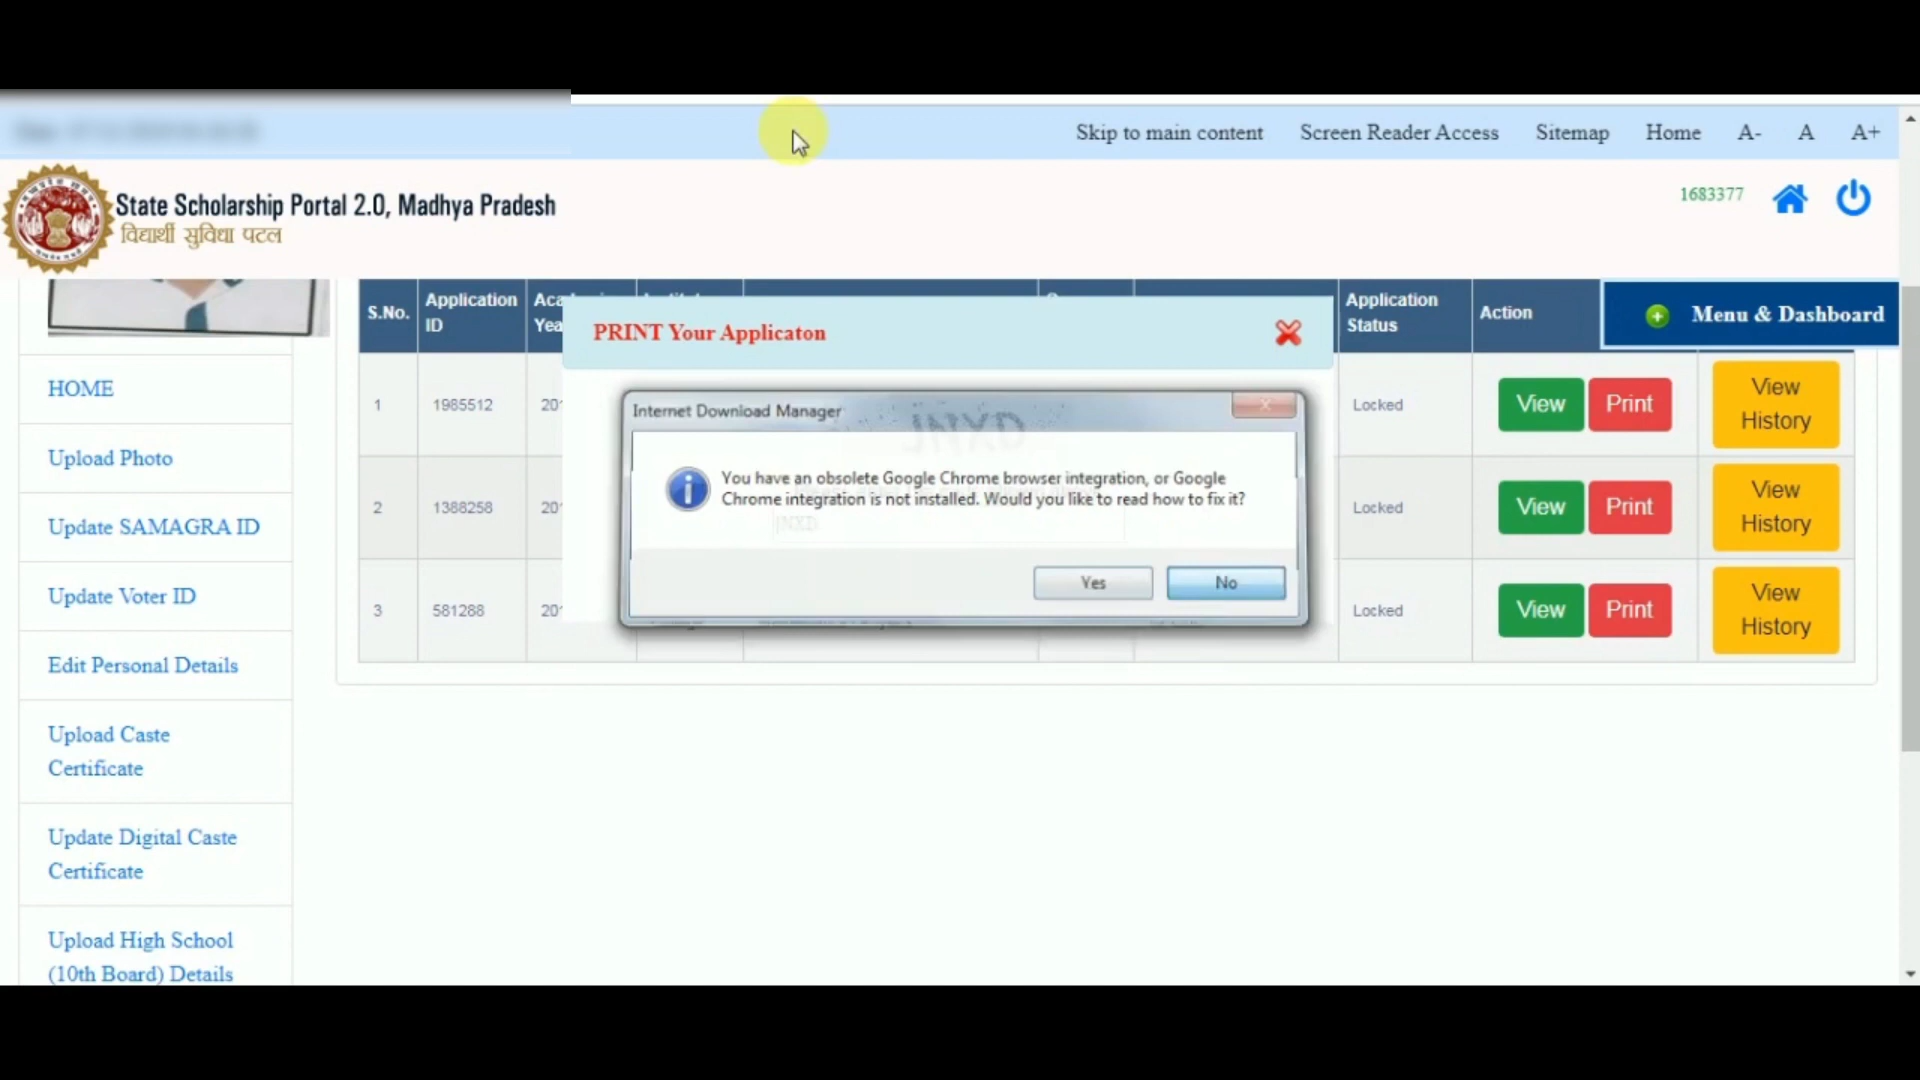 Skip to main content Screen Reader Access Sitemap Home A- A A+
State Scholarship Portal 2.0, Madhya Pradesh
विद्यार्थी सुविधा पटल
1683377
Menu & Dashboard
HOME
Upload Photo
Update SAMAGRA ID
Update Voter ID
Edit Personal Details
Upload Caste
Certificate
Update Digital Caste
Certificate
Upload High School
(10th Board) Details
S.No. Application Application Action
ID Status
PRINT Your Applicaton
Internet Download Manager
JNXD
You have an obsolete Google Chrome browser integration, or Google
Chrome integration is not installed. Would you like to read how to fix it?
JNXD
Yes No
1 1985512 Locked View Print View
History
2 1388258 Locked View Print View
History
3 581288 Locked View Print View
History